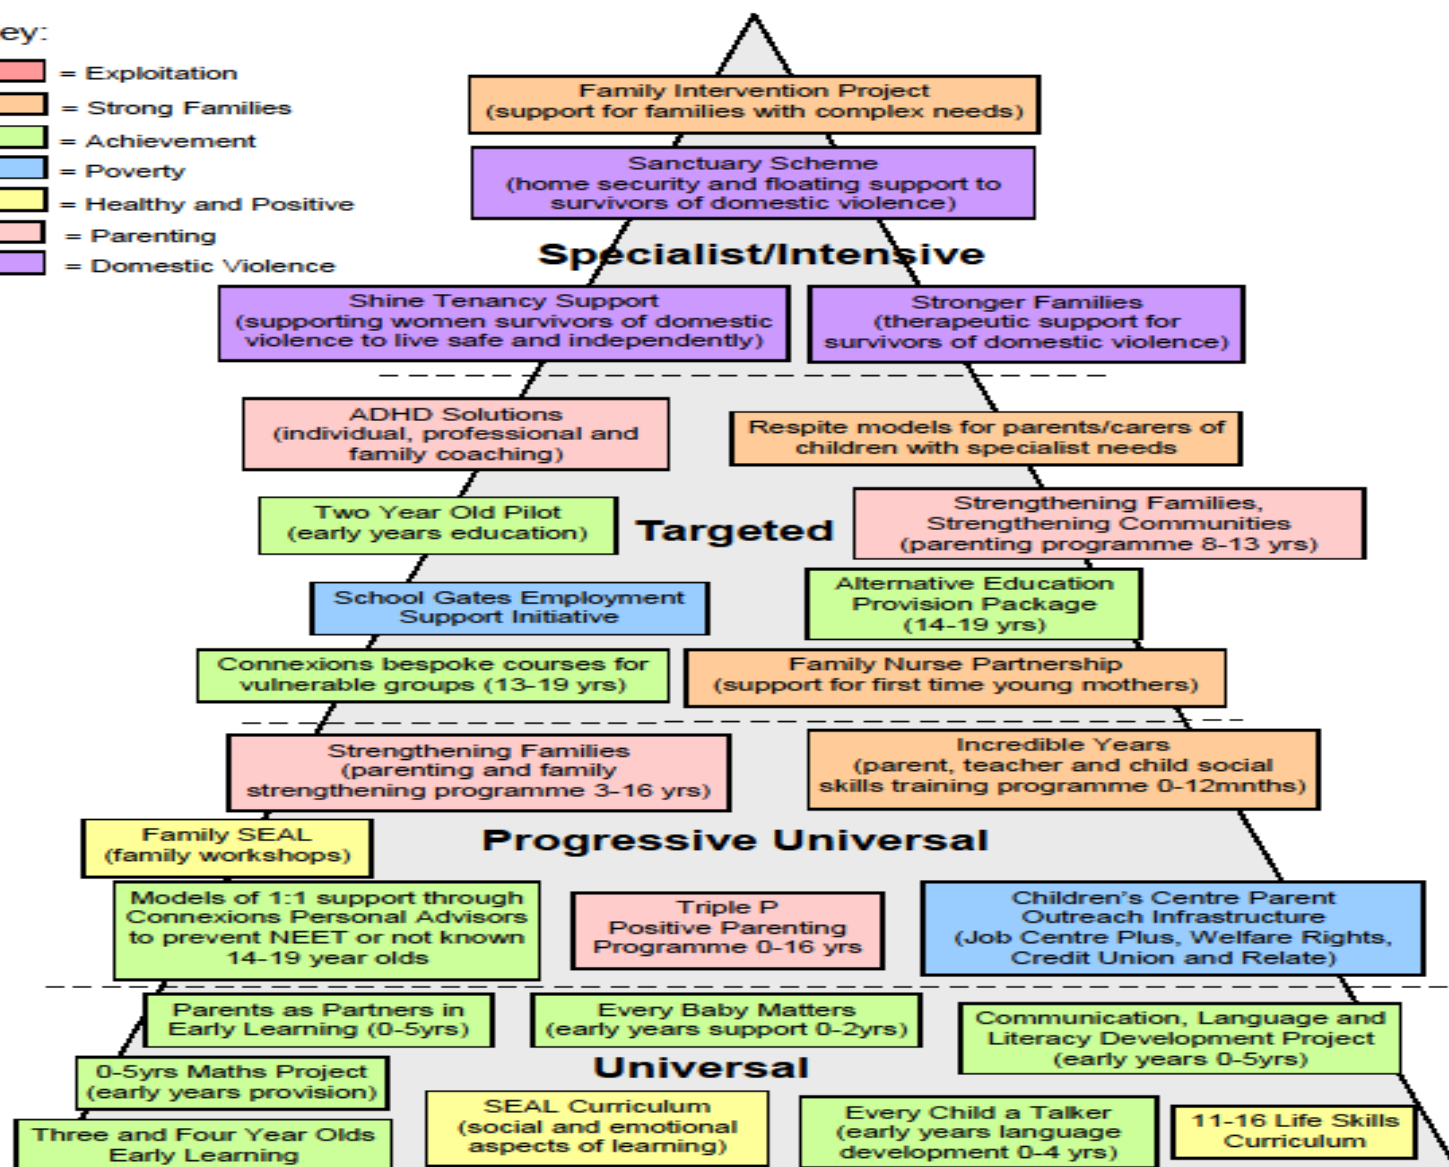 ey:
= Exploitation
= Strong Families
= Achievement
= Poverty
= Healthy and Positive
= Parenting
= Domestic Violence
Family Intervention Project
(support for families with complex needs)
Sanctuary Scheme
(home security and floating support to
survivors of domestic violence)
Specialist/Intensive
Shine Tenancy Support
(supporting women survivors of domestic
violence to live safe and independently)
Stronger Families
(therapeutic support for
survivors of domestic violence)
ADHD Solutions
(individual, professional and
family coaching)
Respite models for parents/carers of
children with specialist needs
Two Year Old Pilot
(early years education)
Targeted
Strengthening Families,
Strengthening Communities
(parenting programme 8-13 yrs)
School Gates Employment
Support Initiative
Alternative Education
Provision Package
(14-19 yrs)
Connexions bespoke courses for
vulnerable groups (13-19 yrs)
Family Nurse Partnership
(support for first time young mothers)
Strengthening Families
(parenting and family
strengthening programme 3-16 yrs)
Incredible Years
(parent, teacher and child social
skills training programme 0-12mnths)
Family SEAL
(family workshops)
Progressive Universal
Models of 1:1 support through
Connexions Personal Advisors
to prevent NEET or not known
14-19 year olds
Triple P
Positive Parenting
Programme 0-16 yrs
Children's Centre Parent
Outreach Infrastructure
(Job Centre Plus, Welfare Rights,
Credit Union and Relate)
Parents as Partners in
Early Learning (0-5yrs)
Every Baby Matters
(early years support 0-2yrs)
Communication, Language and
Literacy Development Project
(early years 0-5yrs)
0-5yrs Maths Project
(early years provision)
Universal
Three and Four Year Olds
Early Learning
SEAL Curriculum
(social and emotional
aspects of learning)
Every Child a Talker
(early years language
development 0-4 yrs)
11-16 Life Skills
Curriculum